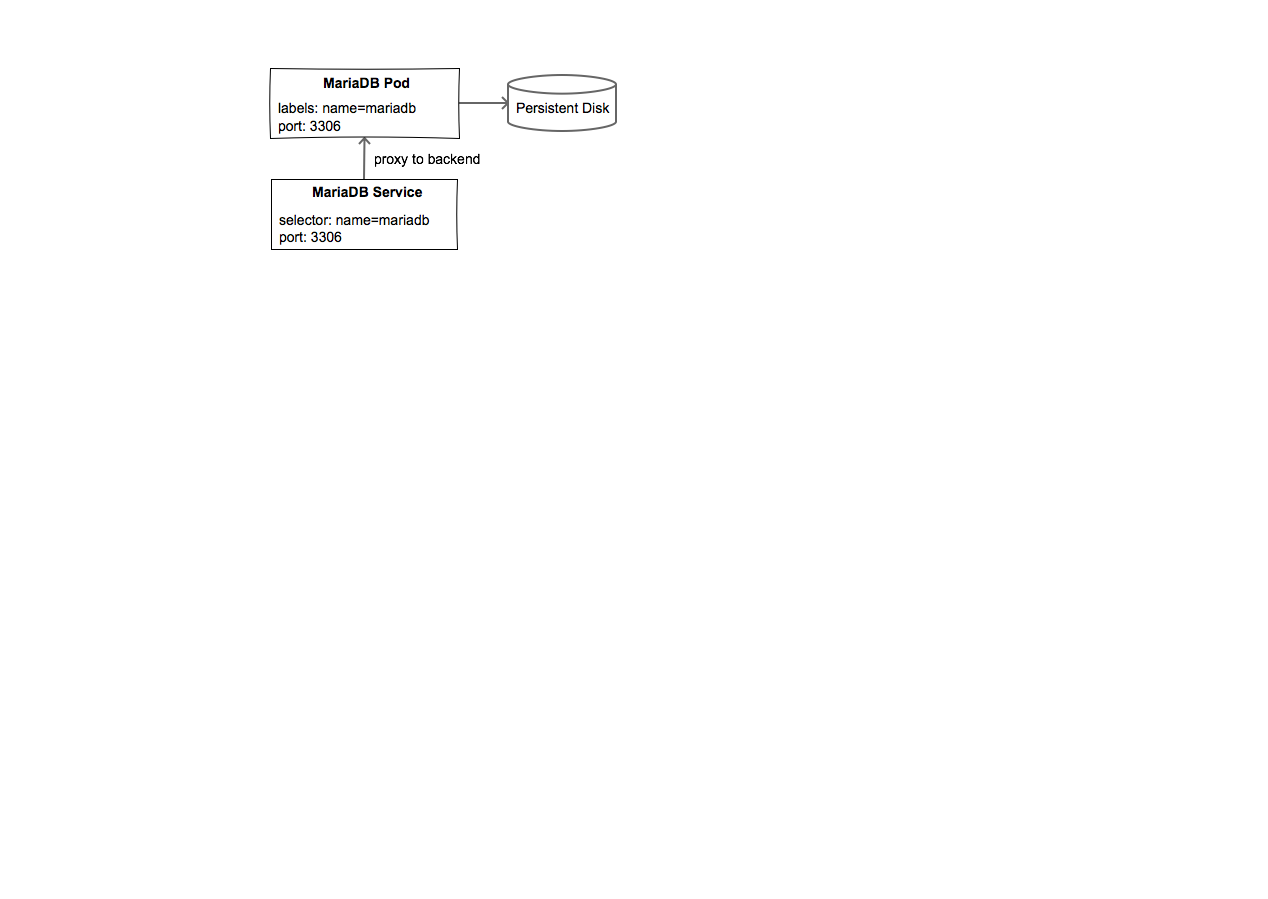 MariaDB Pod
labels: name=mariadb
port: 3306
Persistent Disk
proxy to backend
MariaDB Service
selector: name=mariadb
port: 3306